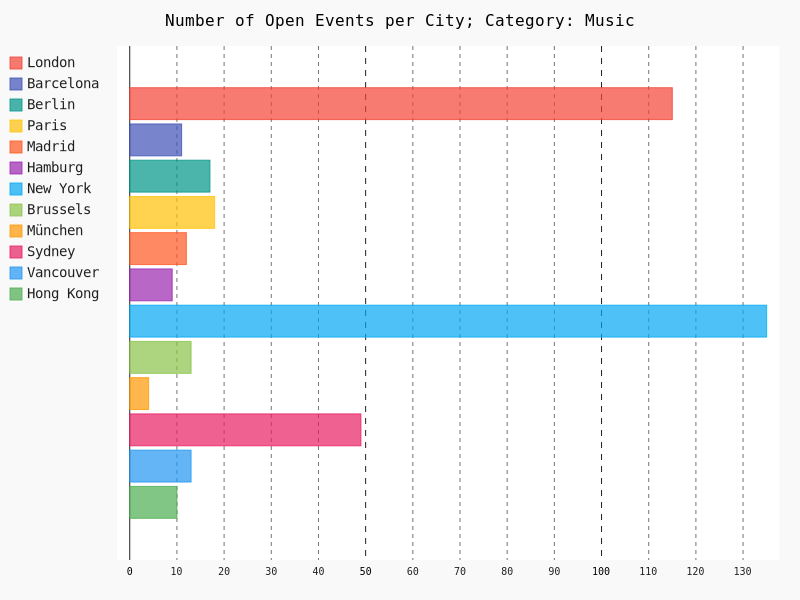 Number of Open Events per City; Category: Music
London
Barcelona
Berlin
Paris
Madrid
Hamburg
New York
Brussels
München
Sydney
Vancouver
Hong Kong
0 10 20 30 40 50 60 70 80 90 100 110 120 130